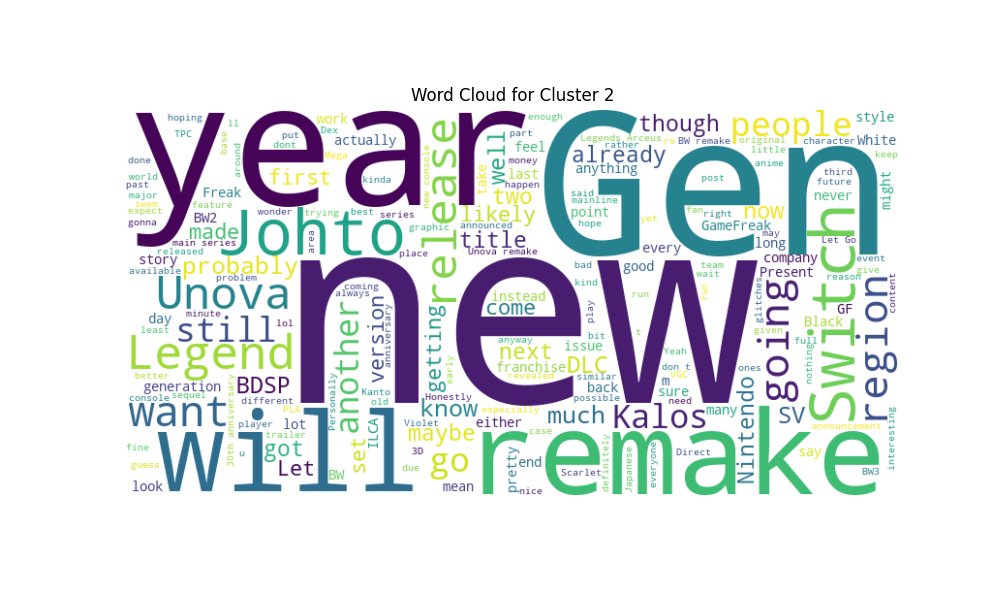 Word Cloud for Cluster 2
year
Gen
new
will
remake
Johto
Unova
Legend
Switch
Kalos
release
going
region
want
still
people
though
already
another
version
getting
Nintendo
BDSP
DLC
SV
go
know
much
maybe
next
come
title
likely
two
well
now
first
probably
made
got
Let
set
hoping
TPC
ll
work
Dex
put
dont
actually
enough
part
feel
Legends Arceus
rather
re
BW remake
original
little
character
White
style
keep
done
world
past
major
seem
expect
gonna
base
around
Mega
kinda
take
last
money
happen
new console
anything
anime
third
future
never
might
Freak
feature
BW2
wonder
trying
best
series
graphic
announced
said
mainline
point
hope
post
yet
fan
right
GameFreak
may
long
Let Go
main series
released
area
place
Unova remake
every
company
event
story
available
problem
bad
good
team
wait
Present
reason
give
kind
fun
coming
always
anniversary
instead
play
run
glitches
given
GF
content
day
minute
least
lol
anyway
issue
bit
t
Yeah
Black
full
better
generation
early
franchise
revealed
back
similar
possible
don t
m
VGC
sure
need
ones
nothing
console
sequel
different
30th anniversary
PLA
Personally
Kanto
old
Honestly
especially
either
many
announcement
interesting
player
trailer
lot
u
ILCA
Violet
3D
case
say
BW3
fine
guess
look
BW
due
mean
pretty
end
nice
Scarlet
definitely
Japanese
everyone
Direct